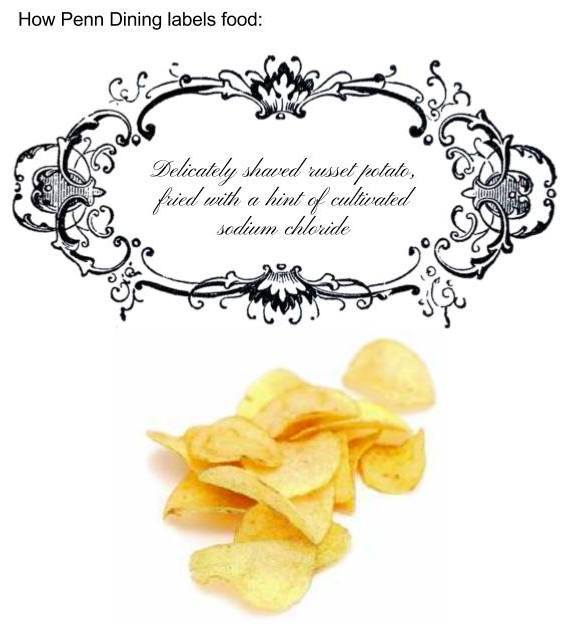 How Penn Dining labels food:
Delicately shaved russet potato,
fried with a hint of cultivated
sodium chloride